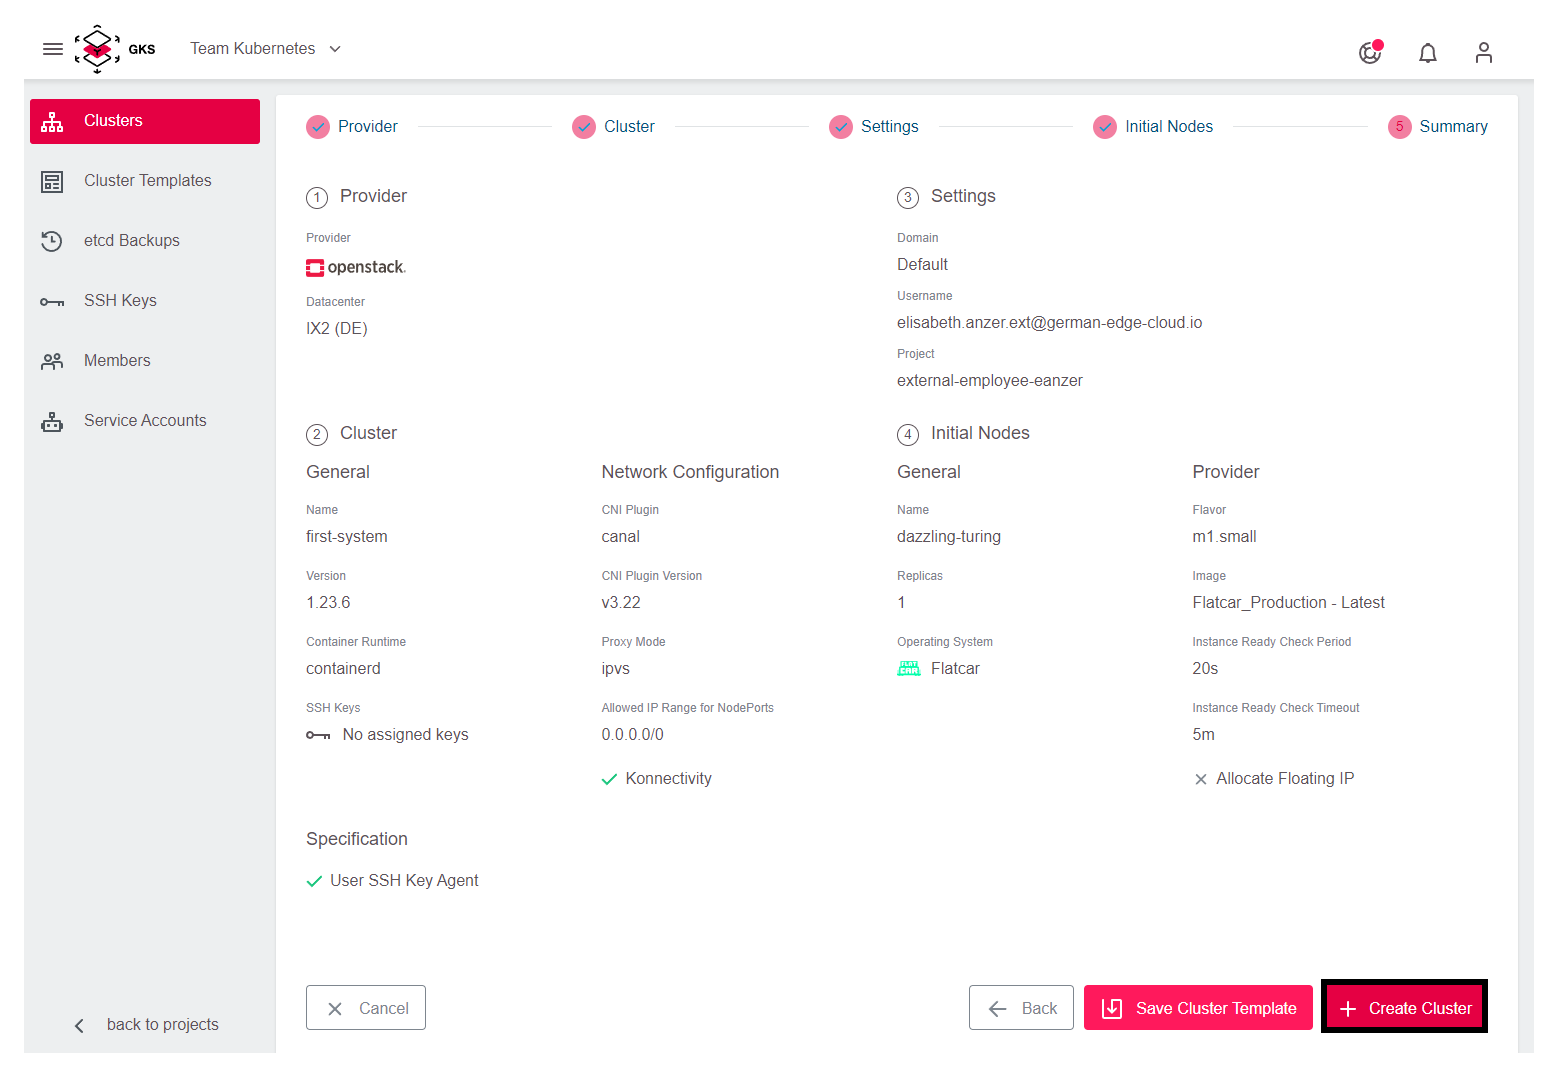 GKS
Team Kubernetes
Clusters
Cluster Templates
etcd Backups
SSH Keys
Members
Service Accounts
back to projects
Provider
Cluster
Settings
Initial Nodes
5 Summary
1 Provider
Provider
openstack.
Datacenter
IX2 (DE)
3 Settings
Domain
Default
Username
elisabeth.anzer.ext@german-edge-cloud.io
Project
external-employee-eanzer
2 Cluster
General
Name
first-system
Version
1.23.6
Container Runtime
containerd
SSH Keys
No assigned keys
Network Configuration
CNI Plugin
canal
CNI Plugin Version
v3.22
Proxy Mode
ipvs
Allowed IP Range for NodePorts
0.0.0.0/0
Konnectivity
4 Initial Nodes
General
Name
dazzling-turing
Replicas
1
Operating System
FLAT
CAR
Flatcar
Provider
Flavor
m1.small
Image
Flatcar_Production - Latest
Instance Ready Check Period
20s
Instance Ready Check Timeout
5m
Allocate Floating IP
Specification
User SSH Key Agent
Cancel
Back
Save Cluster Template
Create Cluster